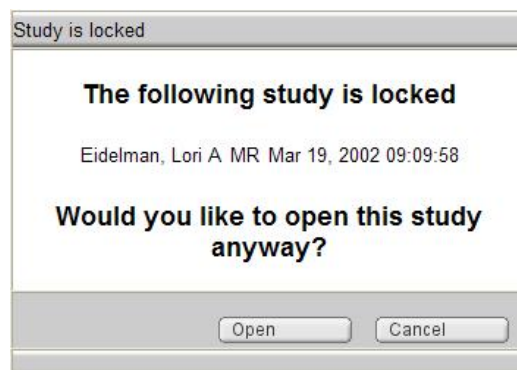 Study is locked
The following study is locked
Eidelman, Lori A MR Mar 19, 2002 09:09:58
Would you like to open this study
anyway?
Open
Cancel